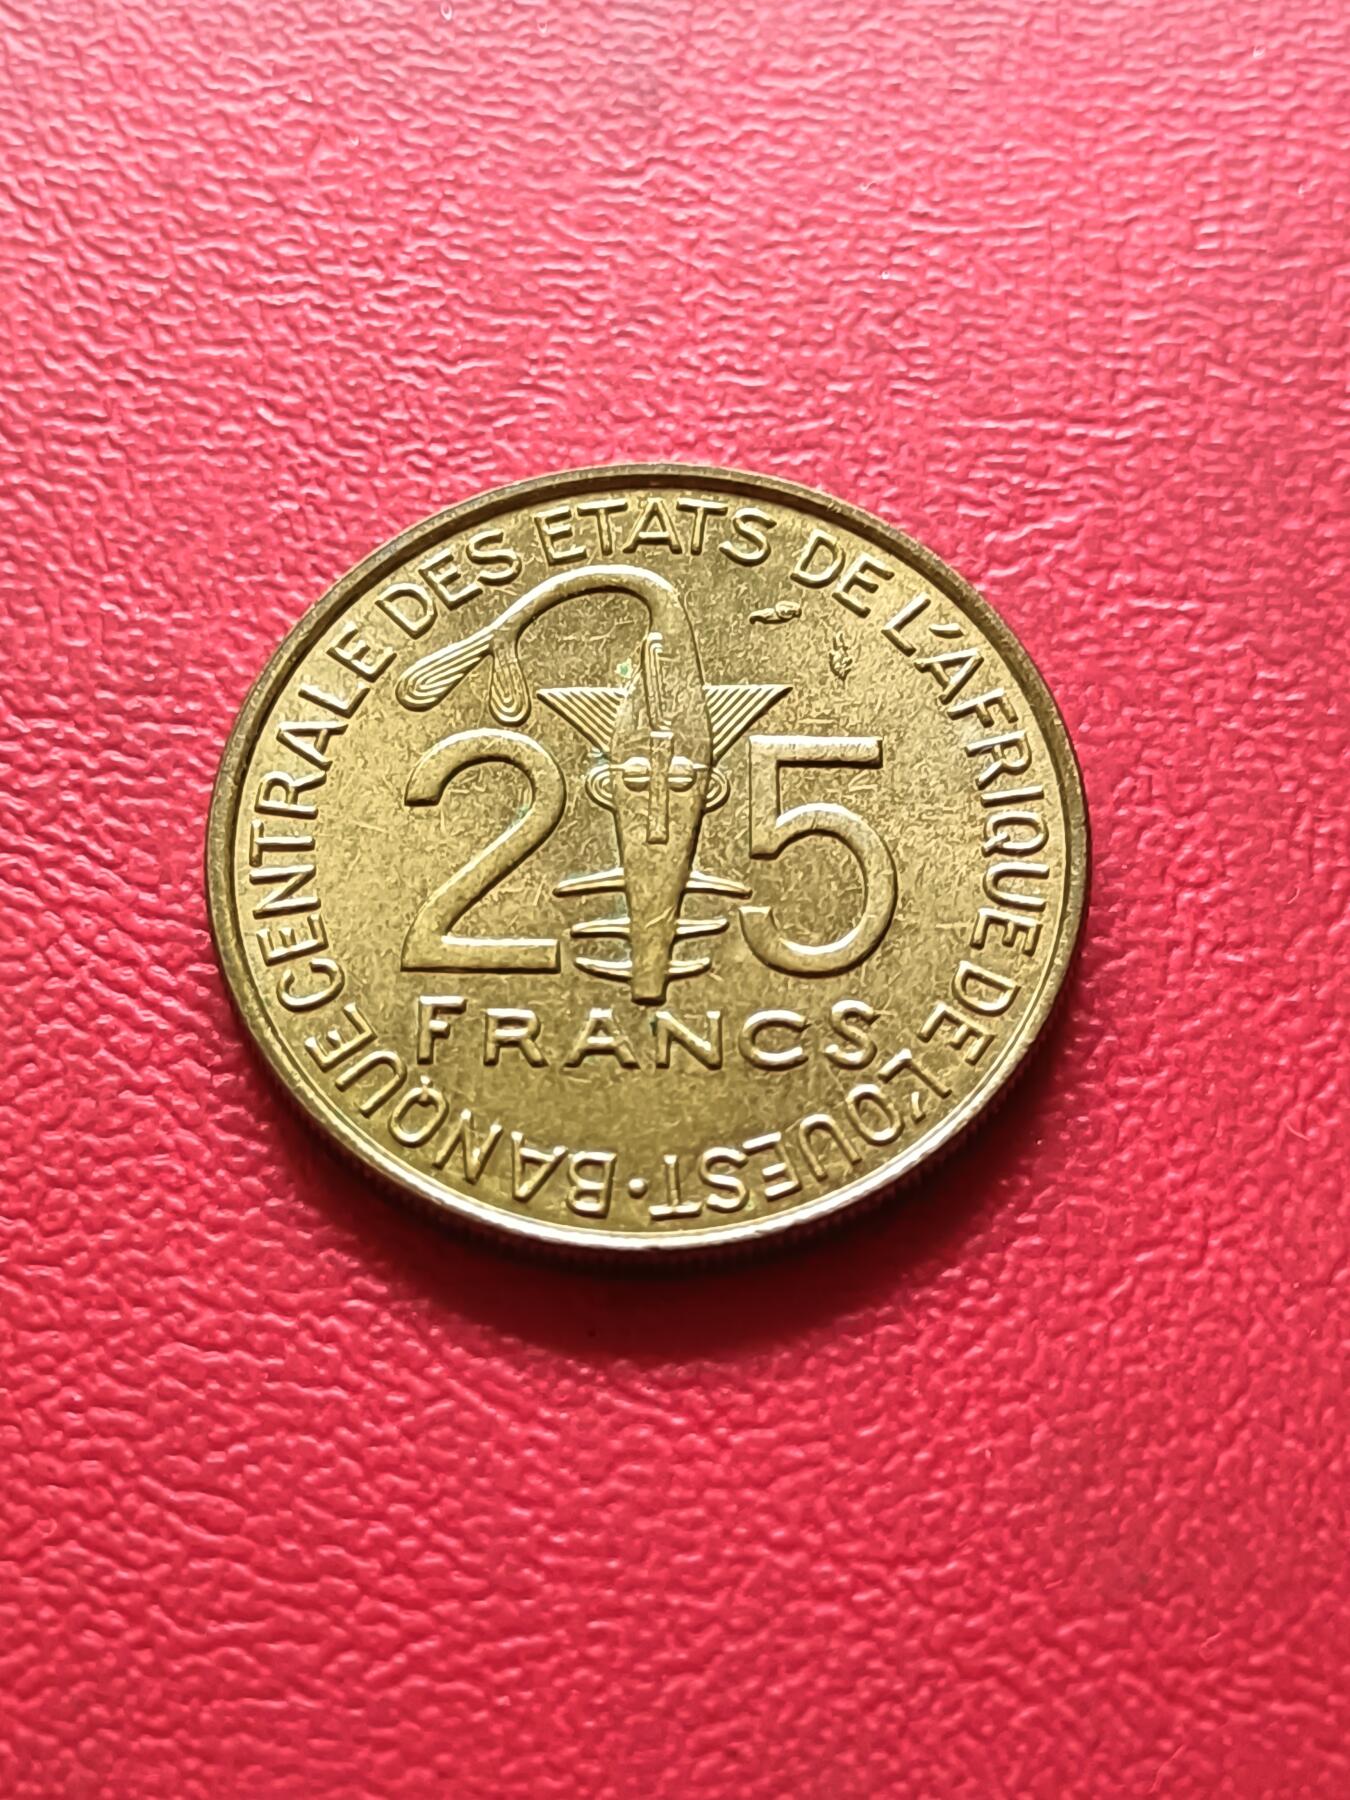 BANQUE CENTRALE DES ETATS DE L'AFRIQUE DE L'OUEST •
25
FRANCS